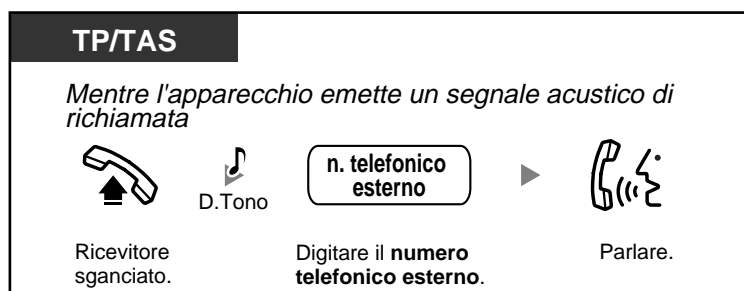 TP/TAS
Mentre l'apparecchio emette un segnale acustico di
richiamata
D.Tono
n. telefonico
esterno
Ricevitore
sganciato.
Digitare il numero
telefonico esterno.
Parlare.